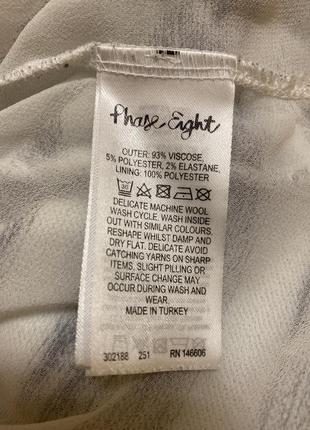 Phase Eight
OUTER: 93% VISCOSE,
5% POLYESTER, 2% ELASTANE,
LINING: 100% POLYESTER
DELICATE MACHINE WOOL
WASH CYCLE. WASH INSIDE
OUT WITH SIMILAR COLOURS,
RESHAPE WHILST DAMP AND
DRY FLAT. DELICATE AVOID
CATCHING YARNS ON SHARP
ITEMS, SLIGHT PILLING OR
SURFACE CHANGE MAY
OCCUR DURING WASH AND
WEAR.
MADE IN TURKEY
302188 251 RN 146606